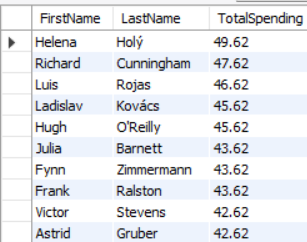 FirstName LastName TotalSpending
Helena Holý 49.62
Richard Cunningham 47.62
Luis Rojas 46.62
Ladislav Kovács 45.62
Hugh O'Reilly 45.62
Julia Barnett 43.62
Fynn Zimmermann 43.62
Frank Ralston 43.62
Victor Stevens 42.62
Astrid Gruber 42.62